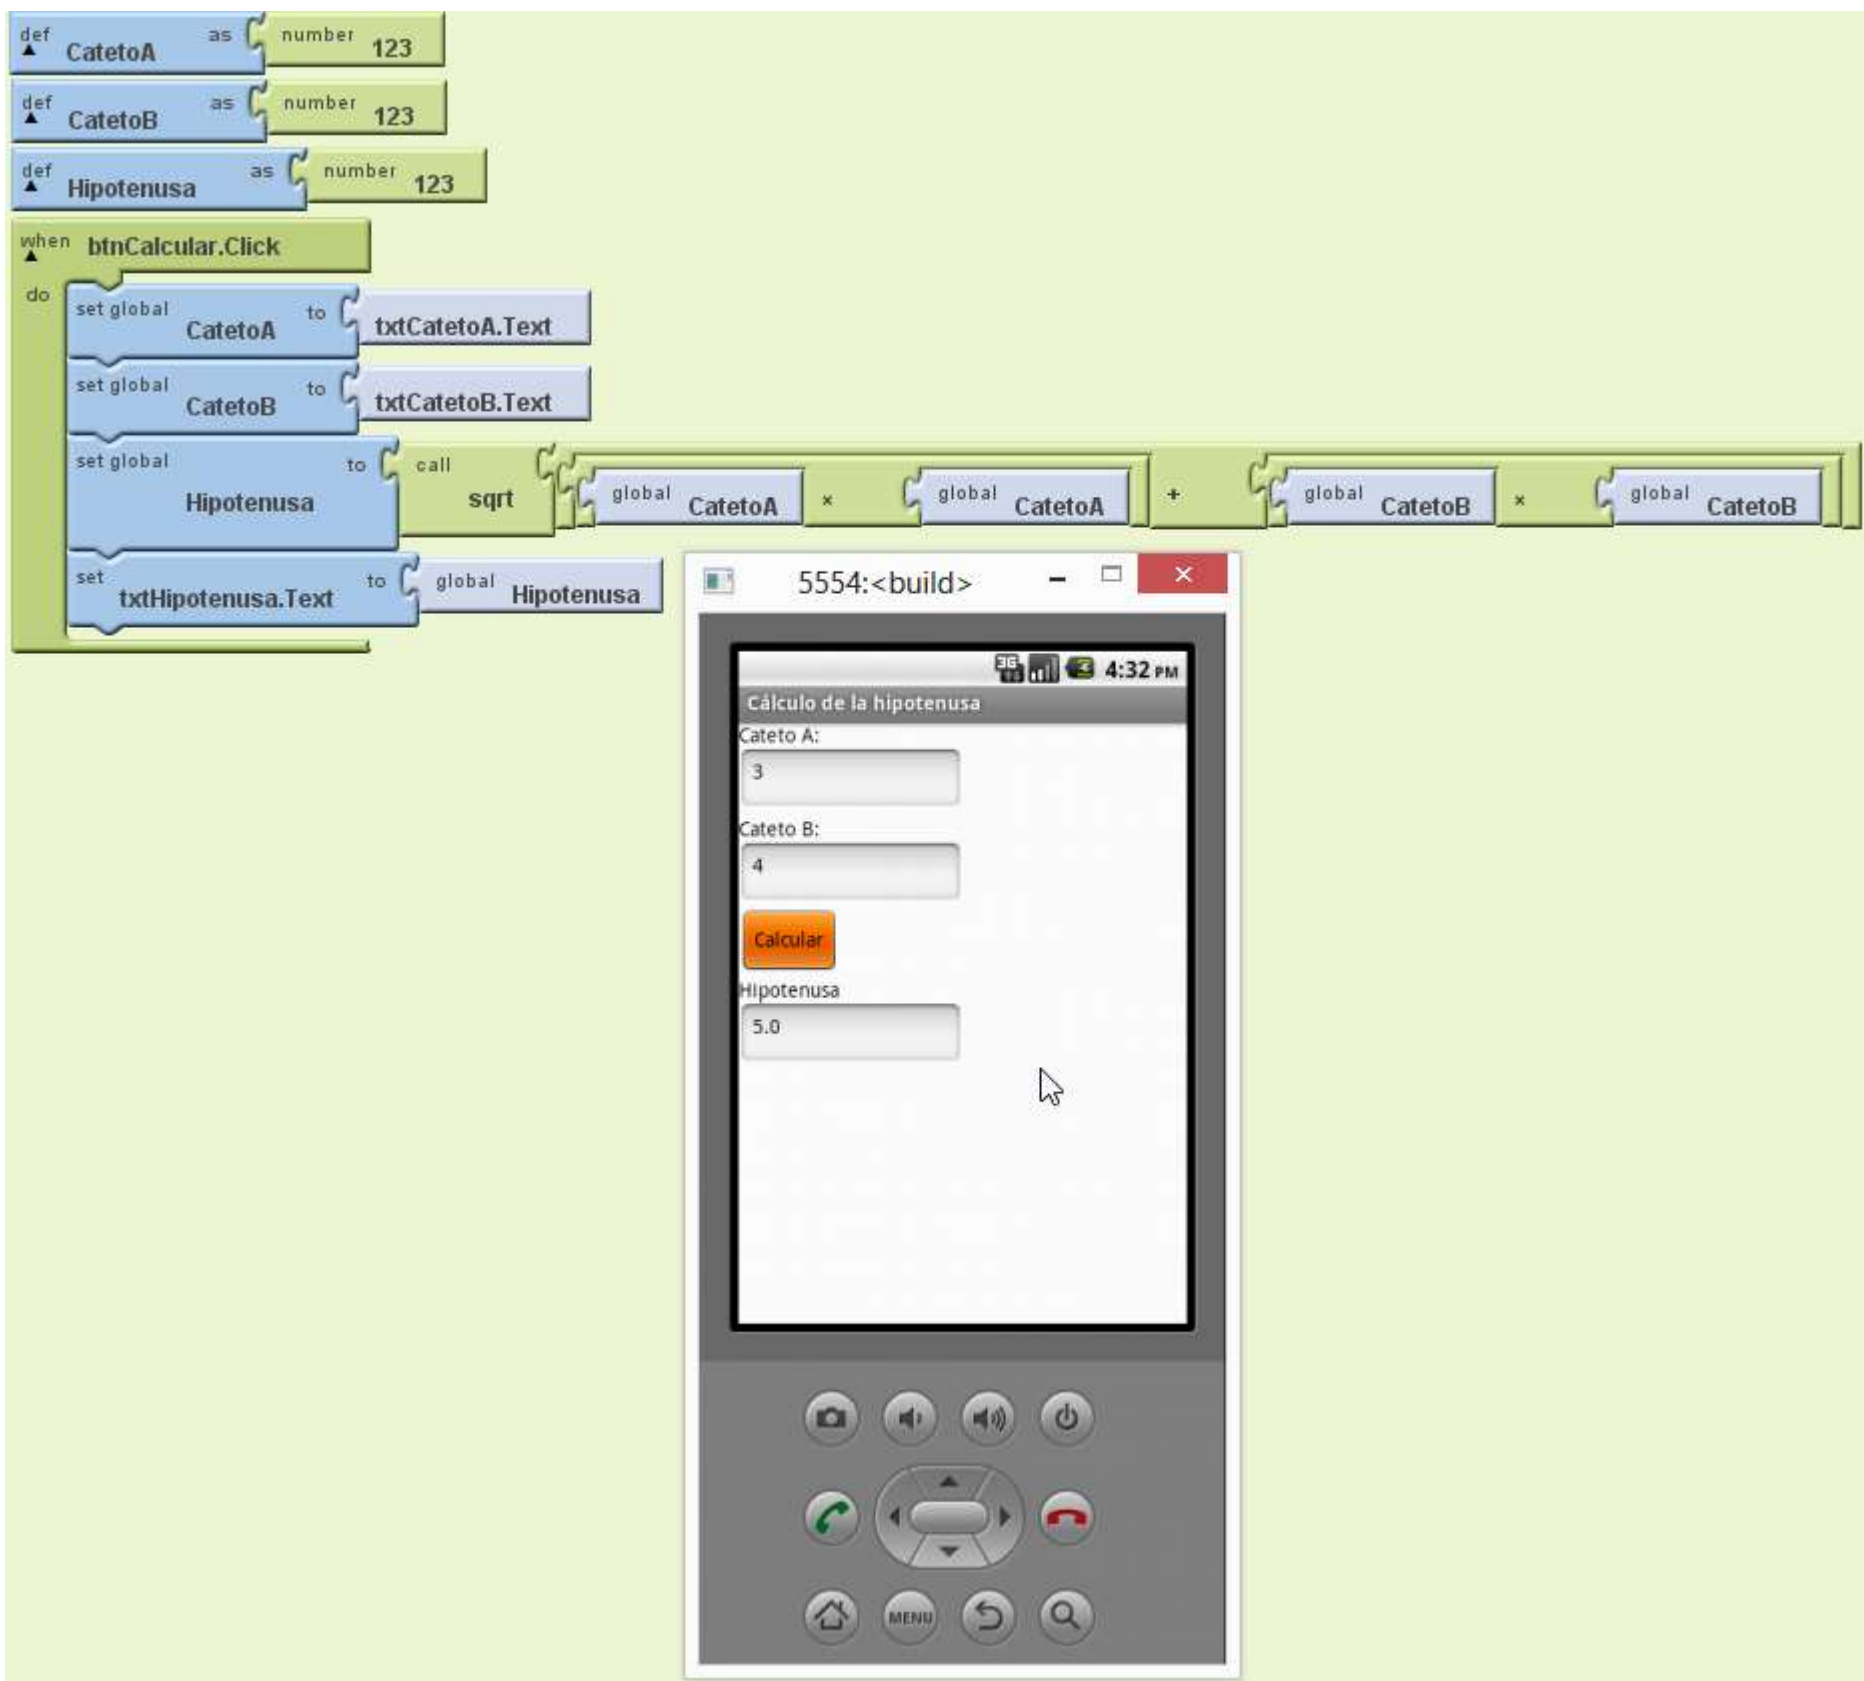 def CatetoA as number 123
def CatetoB as number 123
def Hipotenusa as number 123
when btnCalcular.Click
do
set global CatetoA to txtCatetoA.Text
set global CatetoB to txtCatetoB.Text
set global Hipotenusa to call sqrt global CatetoA × global CatetoA + global CatetoB × global CatetoB
set txtHipotenusa.Text to global Hipotenusa
5554:<build>
3G 4:32 PM
Cálculo de la hipotenusa
Cateto A:
3
Cateto B:
4
Calcular
Hipotenusa
5.0
MENU